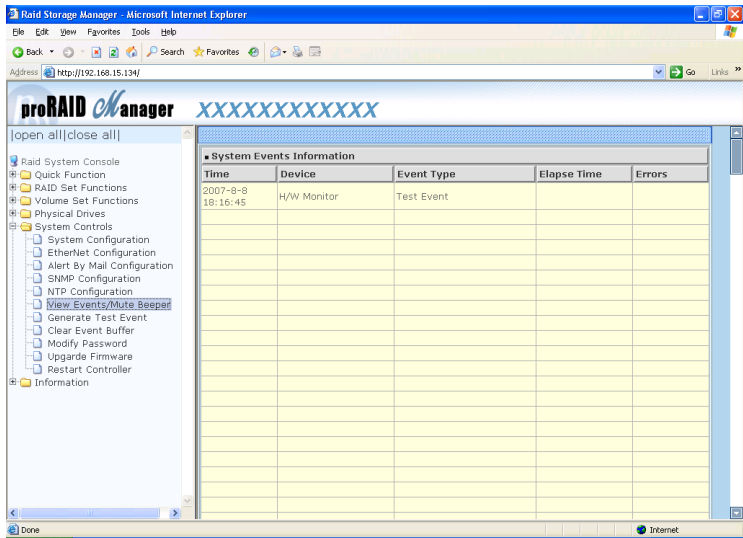 Raid Storage Manager - Microsoft Internet Explorer
File Edit View Favorites Tools Help
Back Search Favorites
Address http://192.168.15.134/ Go Links »
proRAID Manager XXXXXXXXXXXX
|open all|close all|
Raid System Console
Quick Function
RAID Set Functions
Volume Set Functions
Physical Drives
System Controls
System Configuration
EtherNet Configuration
Alert By Mail Configuration
SNMP Configuration
NTP Configuration
View Events/Mute Beeper
Generate Test Event
Clear Event Buffer
Modify Password
Upgarde Firmware
Restart Controller
Information
System Events Information
Time Device Event Type Elapse Time Errors
2007-8-8
18:16:45 H/W Monitor Test Event
Done Internet